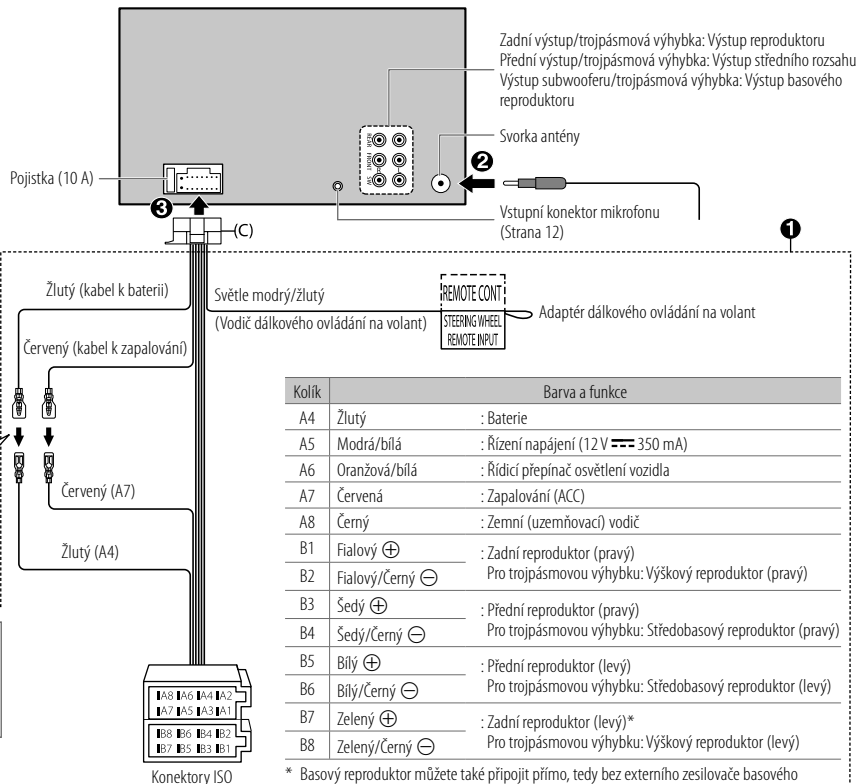 Zadní výstup/trojpásmová výhybka: Výstup reproduktoru
Přední výstup/trojpásmová výhybka: Výstup středního rozsahu
Výstup subwooferu/trojpásmová výhybka: Výstup basového
reproduktoru
REAR
FRONT
SW
Svorka antény
Pojistka (10 A)
❷
❸
Vstupní konektor mikrofonu
(Strana 12)
(C)
❶
Žlutý (kabel k baterii)
Světle modrý/žlutý
(Vodič dálkového ovládání na volant)
REMOTE CONT
STEERING WHEEL
REMOTE INPUT
Adaptér dálkového ovládání na volant
Červený (kabel k zapalování)
Červený (A7)
Žlutý (A4)
Kolík Barva a funkce
A4 Žlutý : Baterie
A5 Modrá/bílá : Řízení napájení (12 V ⎓ 350 mA)
A6 Oranžová/bílá : Řídicí přepínač osvětlení vozidla
A7 Červená : Zapalování (ACC)
A8 Černý : Zemní (uzemňovací) vodič
B1 Fialový ⊕ : Zadní reproduktor (pravý)
B2 Fialový/Černý ⊖ Pro trojpásmovou výhybku: Výškový reproduktor (pravý)
B3 Šedý ⊕ : Přední reproduktor (pravý)
B4 Šedý/Černý ⊖ Pro trojpásmovou výhybku: Středobasový reproduktor (pravý)
B5 Bílý ⊕ : Přední reproduktor (levý)
B6 Bílý/Černý ⊖ Pro trojpásmovou výhybku: Středobasový reproduktor (levý)
B7 Zelený ⊕ : Zadní reproduktor (levý)*
B8 Zelený/Černý ⊖ Pro trojpásmovou výhybku: Výškový reproduktor (levý)
* Basový reproduktor můžete také připojit přímo, tedy bez externího zesilovače basového
A8 A6 A4 A2
A7 A5 A3 A1
B8 B6 B4 B2
B7 B5 B3 B1
Konektory ISO